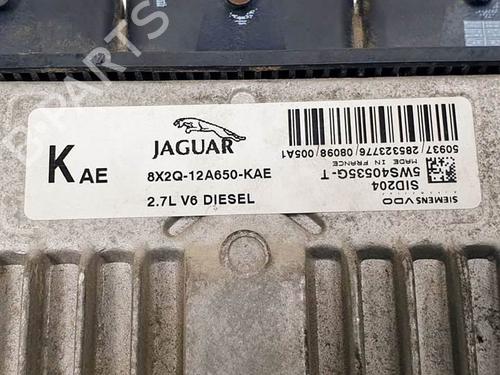 K AE
JAGUAR
8X2Q-12A650-KAE
2.7L V6 DIESEL
50937/285323776/08098/005A1
MADE IN FRANCE
5WS40535G-T
SID204
SIEMENS VDO
B-PARTS